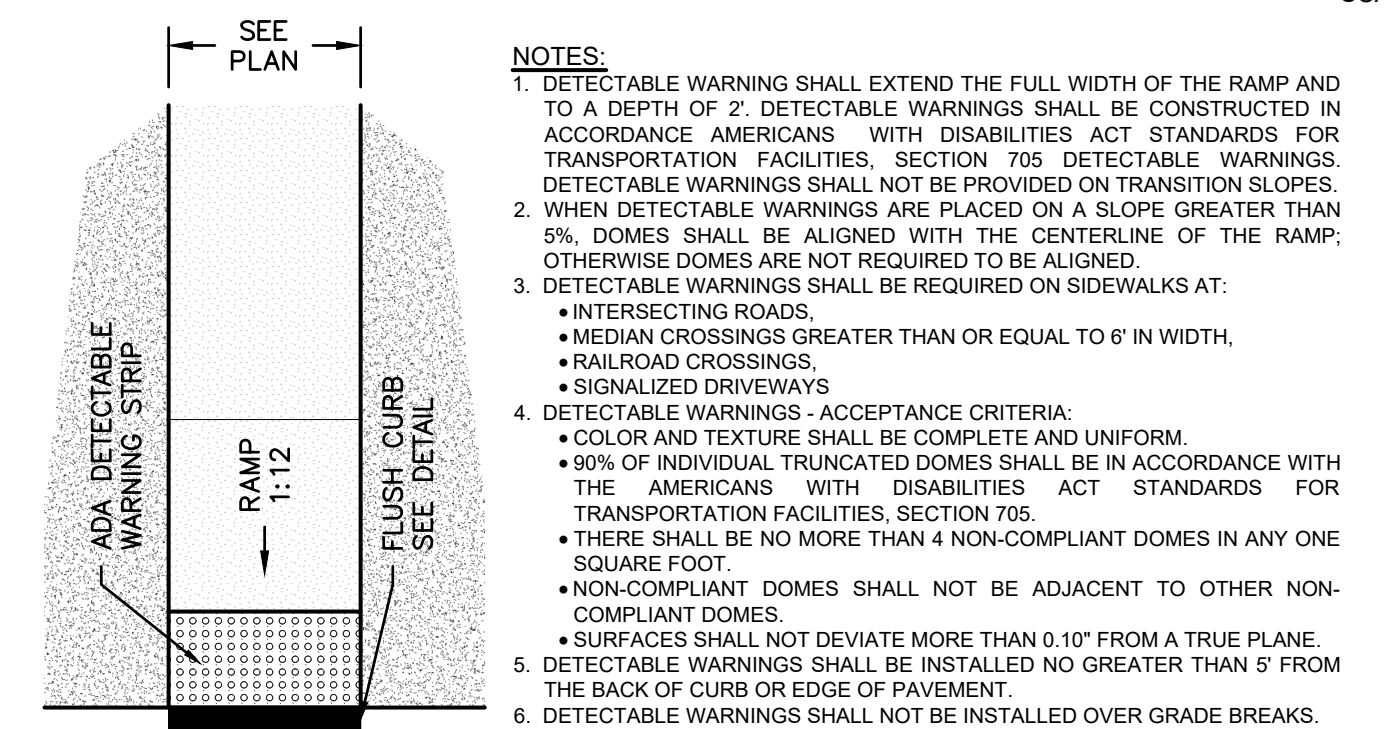 SEE
PLAN
ADA DETECTABLE
WARNING STRIP
RAMP
1:12
FLUSH CURB
SEE DETAIL
NOTES:
1. DETECTABLE WARNING SHALL EXTEND THE FULL WIDTH OF THE RAMP AND
TO A DEPTH OF 2'. DETECTABLE WARNINGS SHALL BE CONSTRUCTED IN
ACCORDANCE AMERICANS WITH DISABILITIES ACT STANDARDS FOR
TRANSPORTATION FACILITIES, SECTION 705 DETECTABLE WARNINGS.
DETECTABLE WARNINGS SHALL NOT BE PROVIDED ON TRANSITION SLOPES.
2. WHEN DETECTABLE WARNINGS ARE PLACED ON A SLOPE GREATER THAN
5%, DOMES SHALL BE ALIGNED WITH THE CENTERLINE OF THE RAMP;
OTHERWISE DOMES ARE NOT REQUIRED TO BE ALIGNED.
3. DETECTABLE WARNINGS SHALL BE REQUIRED ON SIDEWALKS AT:
• INTERSECTING ROADS,
• MEDIAN CROSSINGS GREATER THAN OR EQUAL TO 6' IN WIDTH,
• RAILROAD CROSSINGS,
• SIGNALIZED DRIVEWAYS
4. DETECTABLE WARNINGS - ACCEPTANCE CRITERIA:
• COLOR AND TEXTURE SHALL BE COMPLETE AND UNIFORM.
• 90% OF INDIVIDUAL TRUNCATED DOMES SHALL BE IN ACCORDANCE WITH
THE AMERICANS WITH DISABILITIES ACT STANDARDS FOR
TRANSPORTATION FACILITIES, SECTION 705.
• THERE SHALL BE NO MORE THAN 4 NON-COMPLIANT DOMES IN ANY ONE
SQUARE FOOT.
• NON-COMPLIANT DOMES SHALL NOT BE ADJACENT TO OTHER NON-
COMPLIANT DOMES.
• SURFACES SHALL NOT DEVIATE MORE THAN 0.10" FROM A TRUE PLANE.
5. DETECTABLE WARNINGS SHALL BE INSTALLED NO GREATER THAN 5' FROM
THE BACK OF CURB OR EDGE OF PAVEMENT.
6. DETECTABLE WARNINGS SHALL NOT BE INSTALLED OVER GRADE BREAKS.